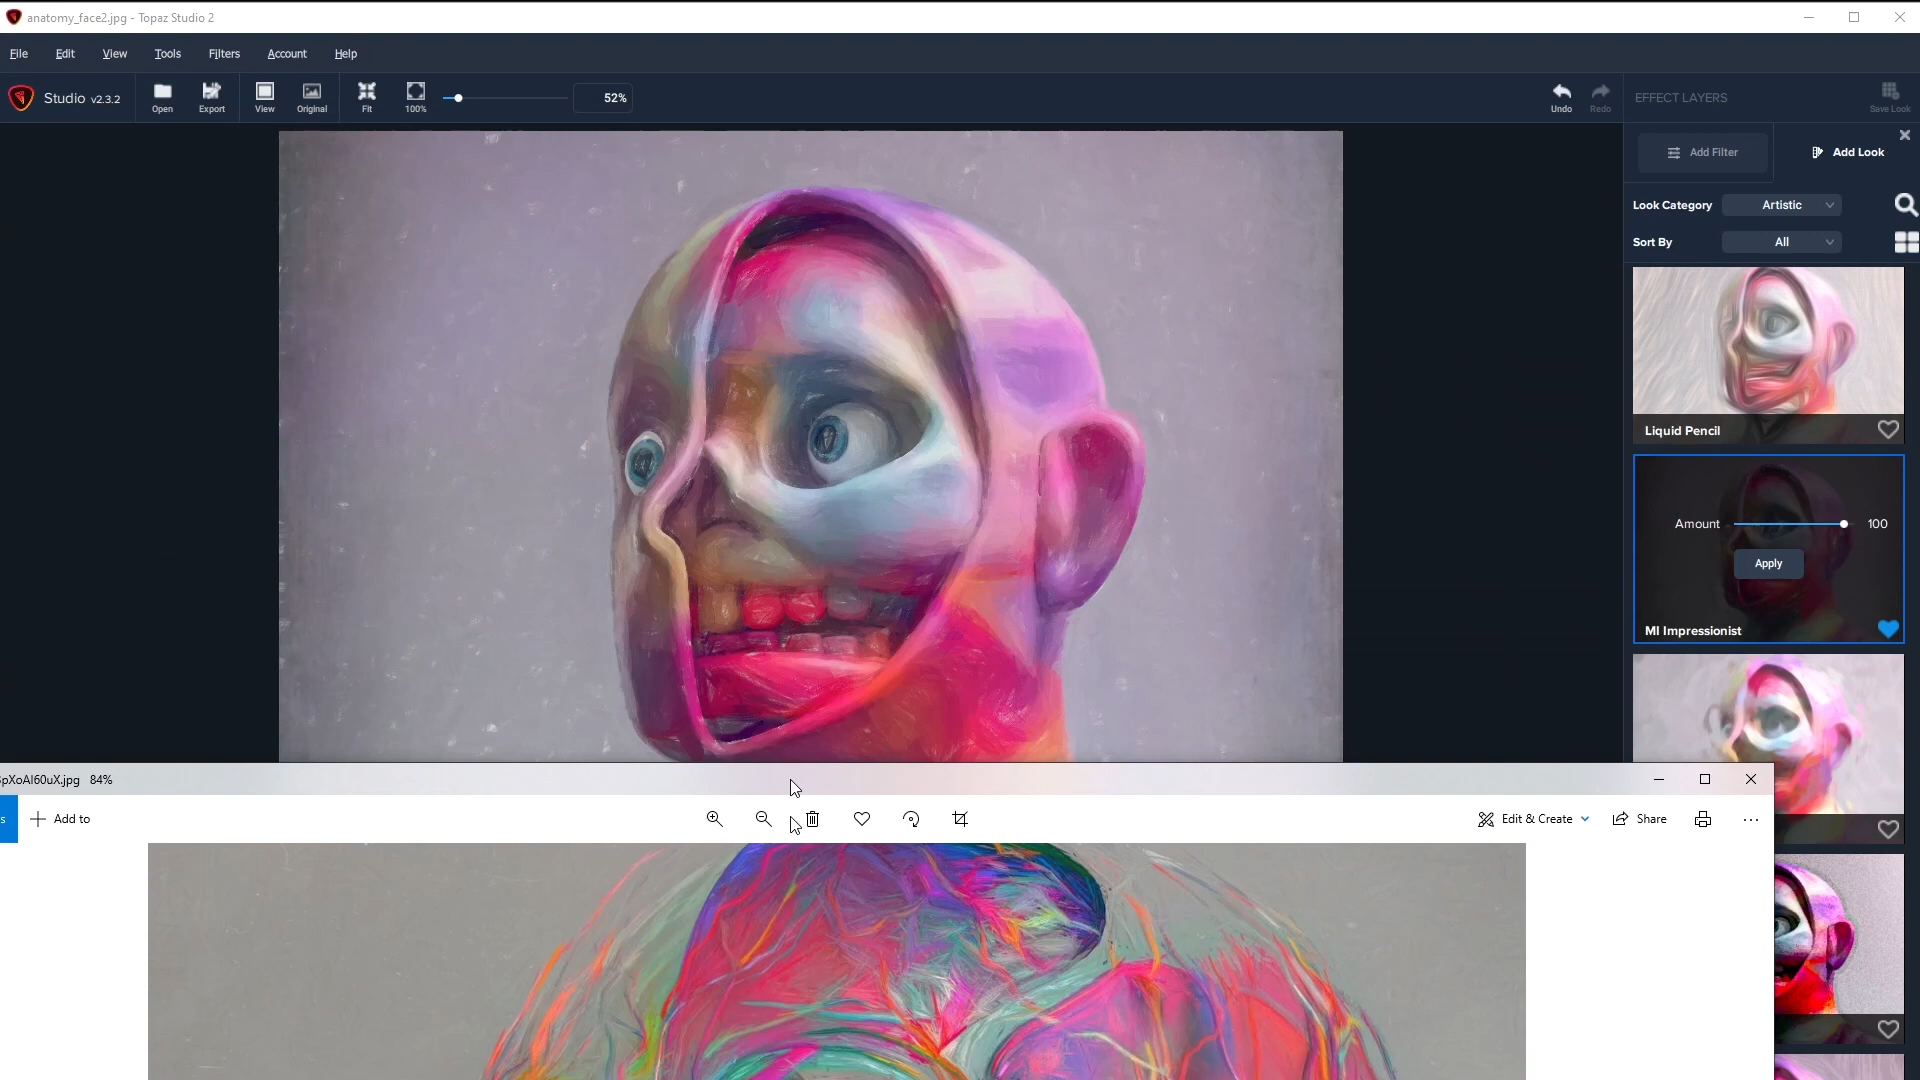 anatomy_face2.jpg - Topaz Studio 2
File Edit View Tools Filters Account Help
Studio v2.3.2
Open Export View Original Fit 100% 52% Undo Redo
EFFECT LAYERS
Save Look
Add Filter Add Look
Look Category Artistic
Sort By All
Liquid Pencil
Amount 100
Apply
MI Impressionist
pXoAI60uX.jpg 84%
s Add to
Edit & Create Share